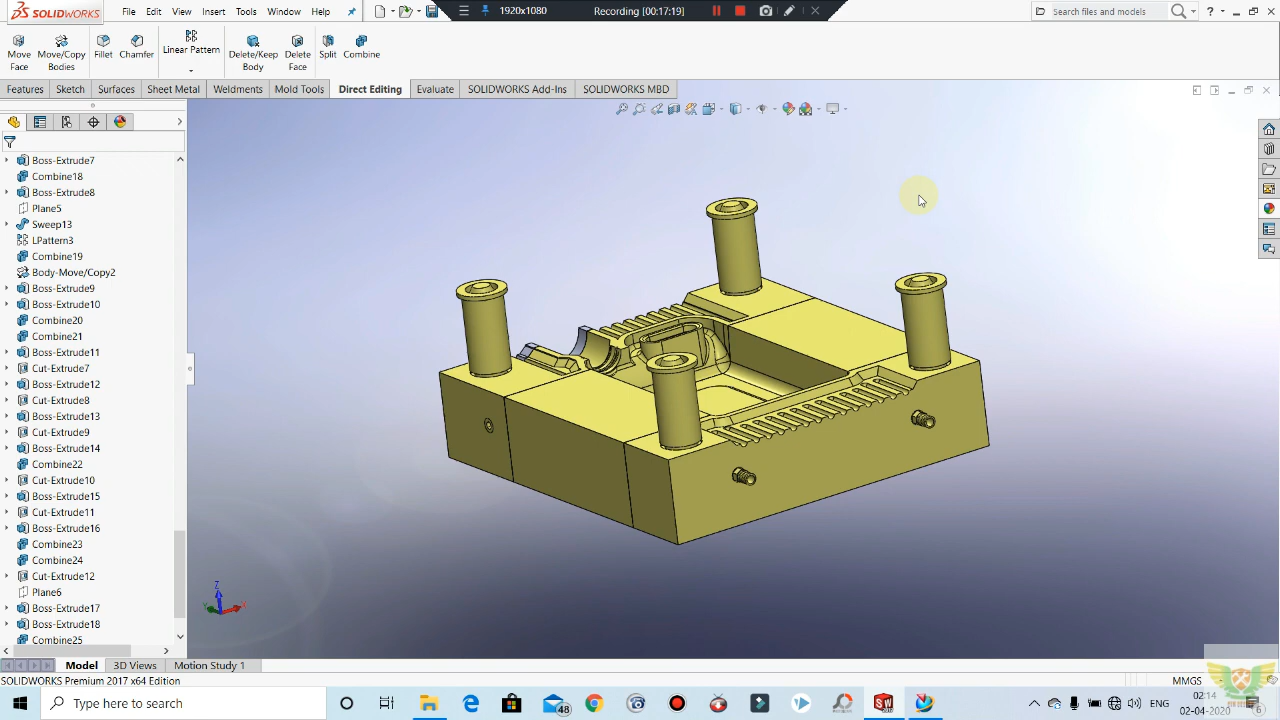 SOLIDWORKS
File Edit View Insert Tools Window Help
1920x1080 Recording [00:17:19]
Search files and models
Move Face
Move/Copy Bodies
Fillet
Chamfer
Linear Pattern
Delete/Keep Body
Delete Face
Split
Combine
Features Sketch Surfaces Sheet Metal Weldments Mold Tools Direct Editing Evaluate SOLIDWORKS Add-Ins SOLIDWORKS MBD
Boss-Extrude7
Combine18
Boss-Extrude8
Plane5
Sweep13
LPattern3
Combine19
Body-Move/Copy2
Boss-Extrude9
Boss-Extrude10
Combine20
Combine21
Boss-Extrude11
Cut-Extrude7
Boss-Extrude12
Cut-Extrude8
Boss-Extrude13
Cut-Extrude9
Boss-Extrude14
Combine22
Cut-Extrude10
Boss-Extrude15
Cut-Extrude11
Boss-Extrude16
Combine23
Combine24
Cut-Extrude12
Plane6
Boss-Extrude17
Boss-Extrude18
Combine25
Z
Y
X
Model 3D Views Motion Study 1
SOLIDWORKS Premium 2017 x64 Edition
MMGS
Type here to search
48
SW
ENG
02:14
02-04-2020
6